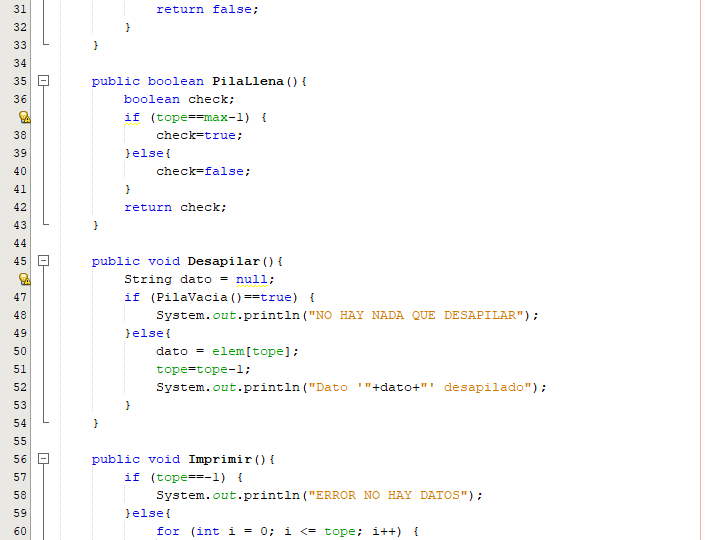 31 return false;
32 }
33 }
34
35 public boolean PilaLlena(){
36 boolean check;
if (tope==max-1) {
38 check=true;
39 }else{
40 check=false;
41 }
42 return check;
43 }
44
45 public void Desapilar(){
String dato = null;
47 if (PilaVacia()==true) {
48 System.out.println("NO HAY NADA QUE DESAPILAR");
49 }else{
50 dato = elem[tope];
51 tope=tope-1;
52 System.out.println("Dato '"+dato+"' desapilado");
53 }
54 }
55
56 public void Imprimir(){
57 if (tope==-1) {
58 System.out.println("ERROR NO HAY DATOS");
59 }else{
60 for (int i = 0; i <= tope; i++) {